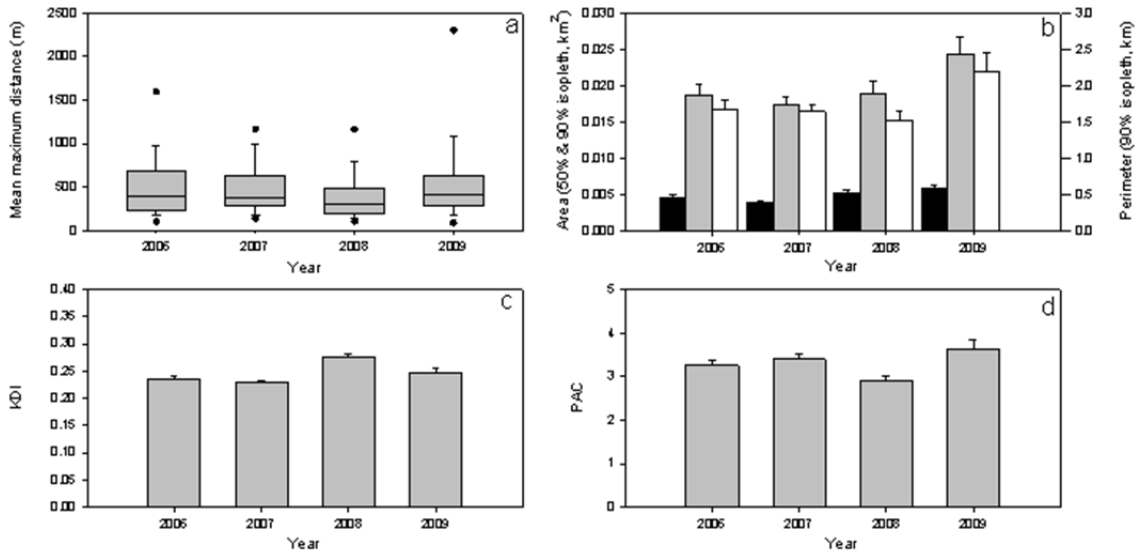 a
Mean maximum distance (m)
2500
2000
1500
1000
500
0
2006 2007 2008 2009
Year
b
Area (50% & 90% isopleth, km²)
0.030
0.025
0.020
0.015
0.010
0.005
0.000
Perimeter (90% isopleth, km)
3.0
2.5
2.0
1.5
1.0
0.5
0.0
2006 2007 2008 2009
Year
c
KDI
0.40
0.35
0.30
0.25
0.20
0.15
0.10
0.05
0.00
2006 2007 2008 2009
Year
d
PAC
5
4
3
2
1
0
2006 2007 2008 2009
Year